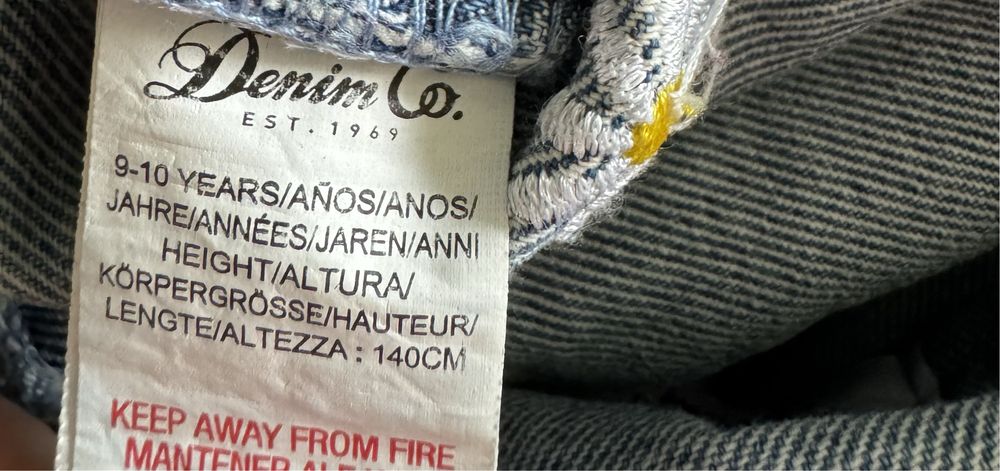 Denim Co.
EST. 1969
9-10 YEARS/AÑOS/ANOS/
JAHRE/ANNÉES/JAREN/ANNI
HEIGHT/ALTURA/
KÖRPERGRÖSSE/HAUTEUR/
LENGTE/ALTEZZA : 140CM
KEEP AWAY FROM FIRE
MANTENER